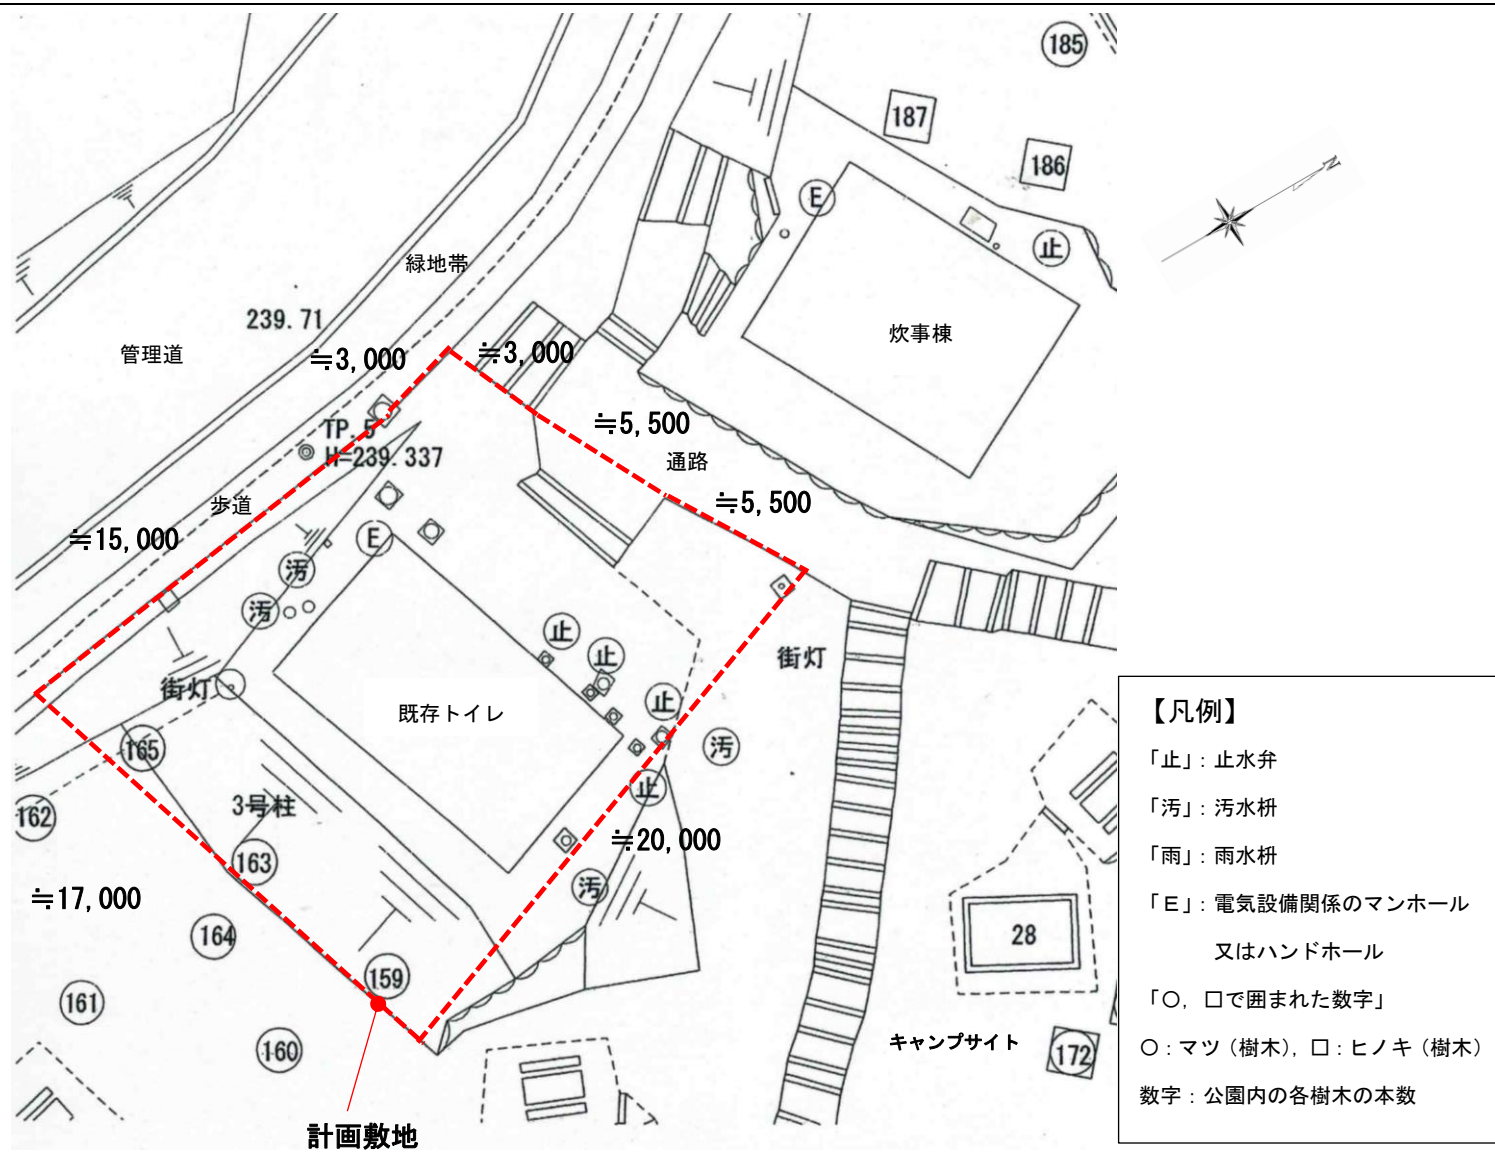 185
187
186
E
N
止
緑地帯
239.71
炊事棟
管理道
≒3,000
≒3,000
≒5,500
TP.5
H=239.337
通路
歩道
≒5,500
≒15,000
E
汚
汚
止
止
街灯
街灯
止
既存トイレ
汚
165
止
3号柱
162
≒20,000
163
汚
≒17,000
164
28
159
161
キャンプサイト
160
172
計画敷地
【凡例】
「止」：止水弁
「汚」：汚水枡
「雨」：雨水枡
「E」：電気設備関係のマンホール
又はハンドホール
「〇，口で囲まれた数字」
〇：マツ（樹木），口：ヒノキ（樹木）
数字：公園内の各樹木の本数